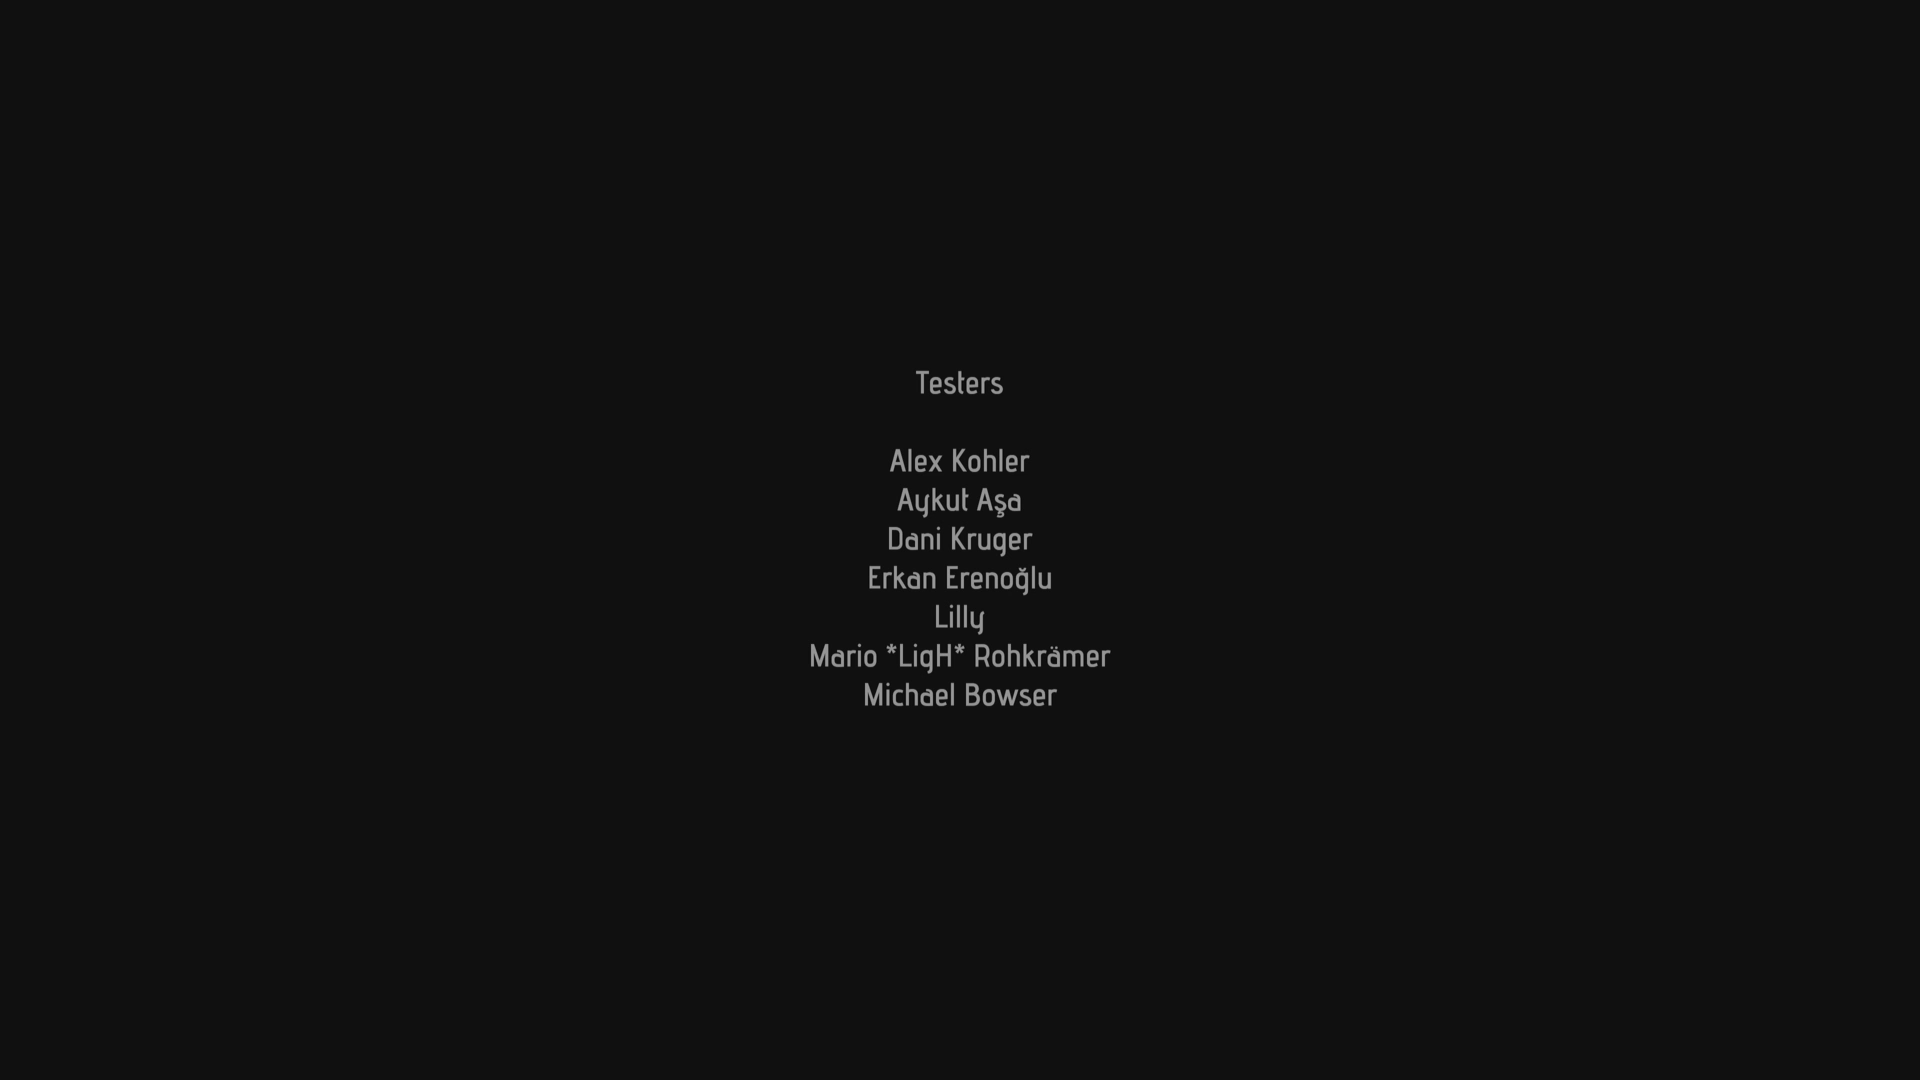 Testers
Alex Kohler
Aykut Aşa
Dani Kruger
Erkan Erenoğlu
Lilly
Mario *LigH* Rohkrämer
Michael Bowser